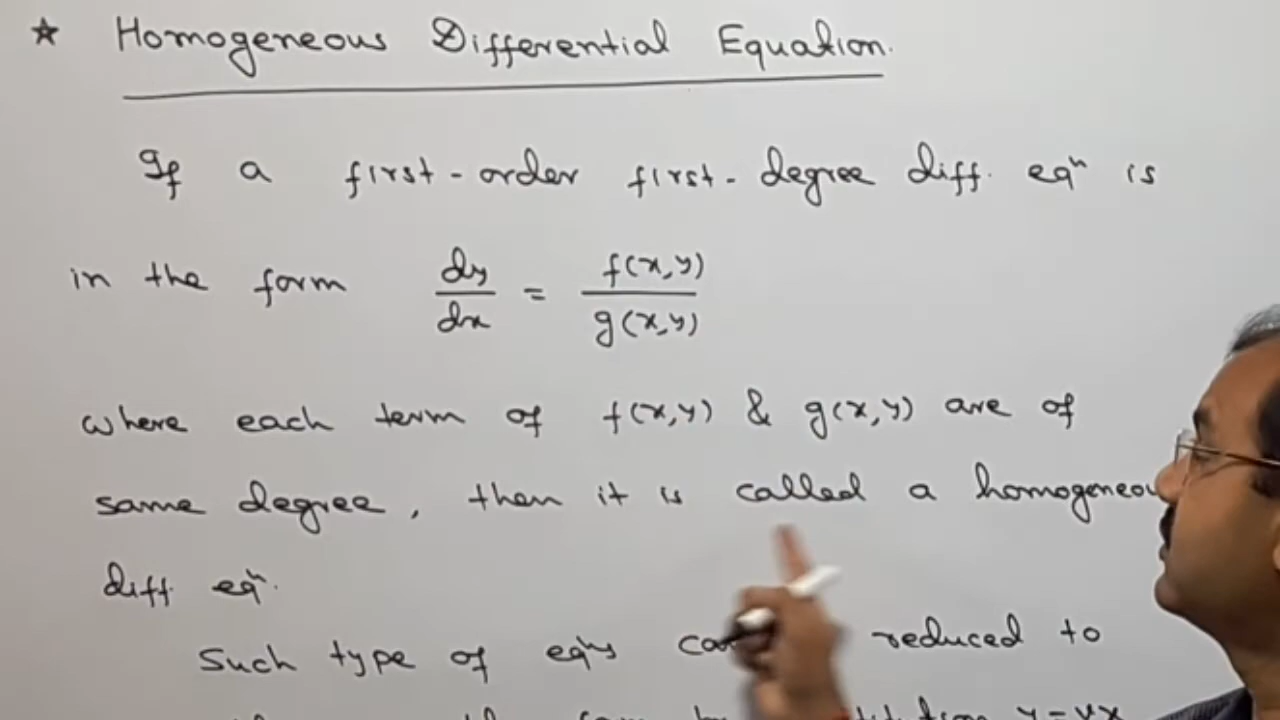 ★ Homogeneous Differential Equation.
If a first-order first-degree diff. eqⁿ is
in the form dy/dx = f(x,y)/g(x,y)
where each term of f(x,y) & g(x,y) are of
same degree, then it is called a homogeneou
diff. eqⁿ.
Such type of eqⁿs reduced to
y=vx